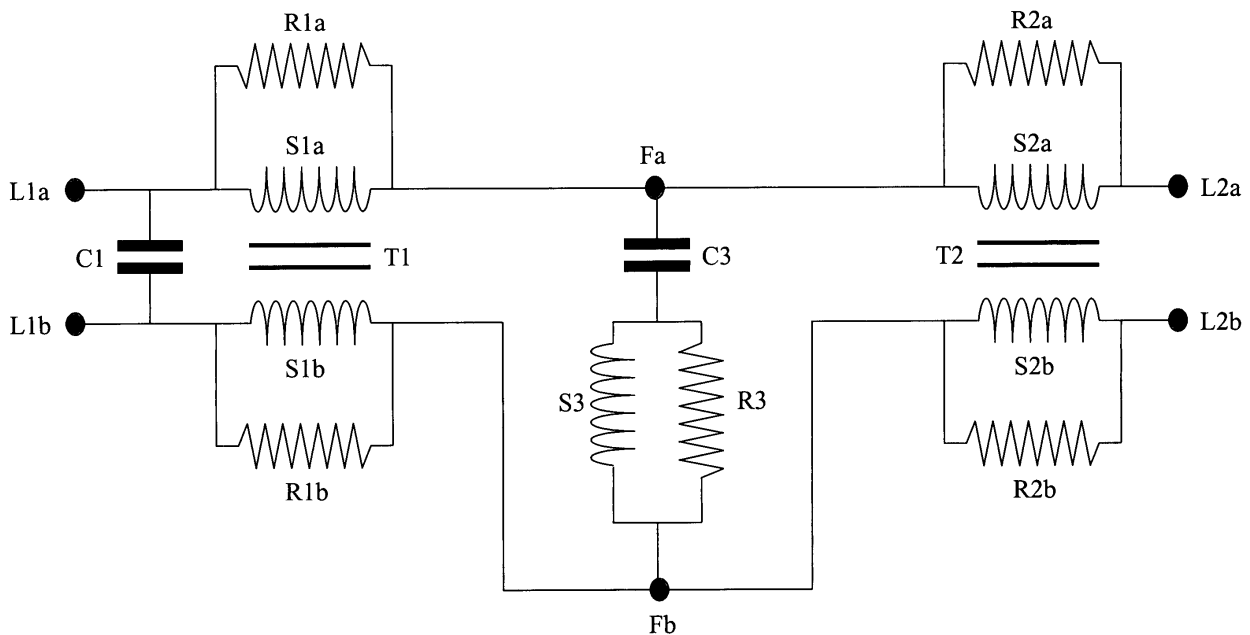 R1a
R2a
S1a
Fa
S2a
L1a
L2a
C1
T1
C3
T2
L1b
L2b
S1b
S2b
S3
R3
R1b
R2b
Fb